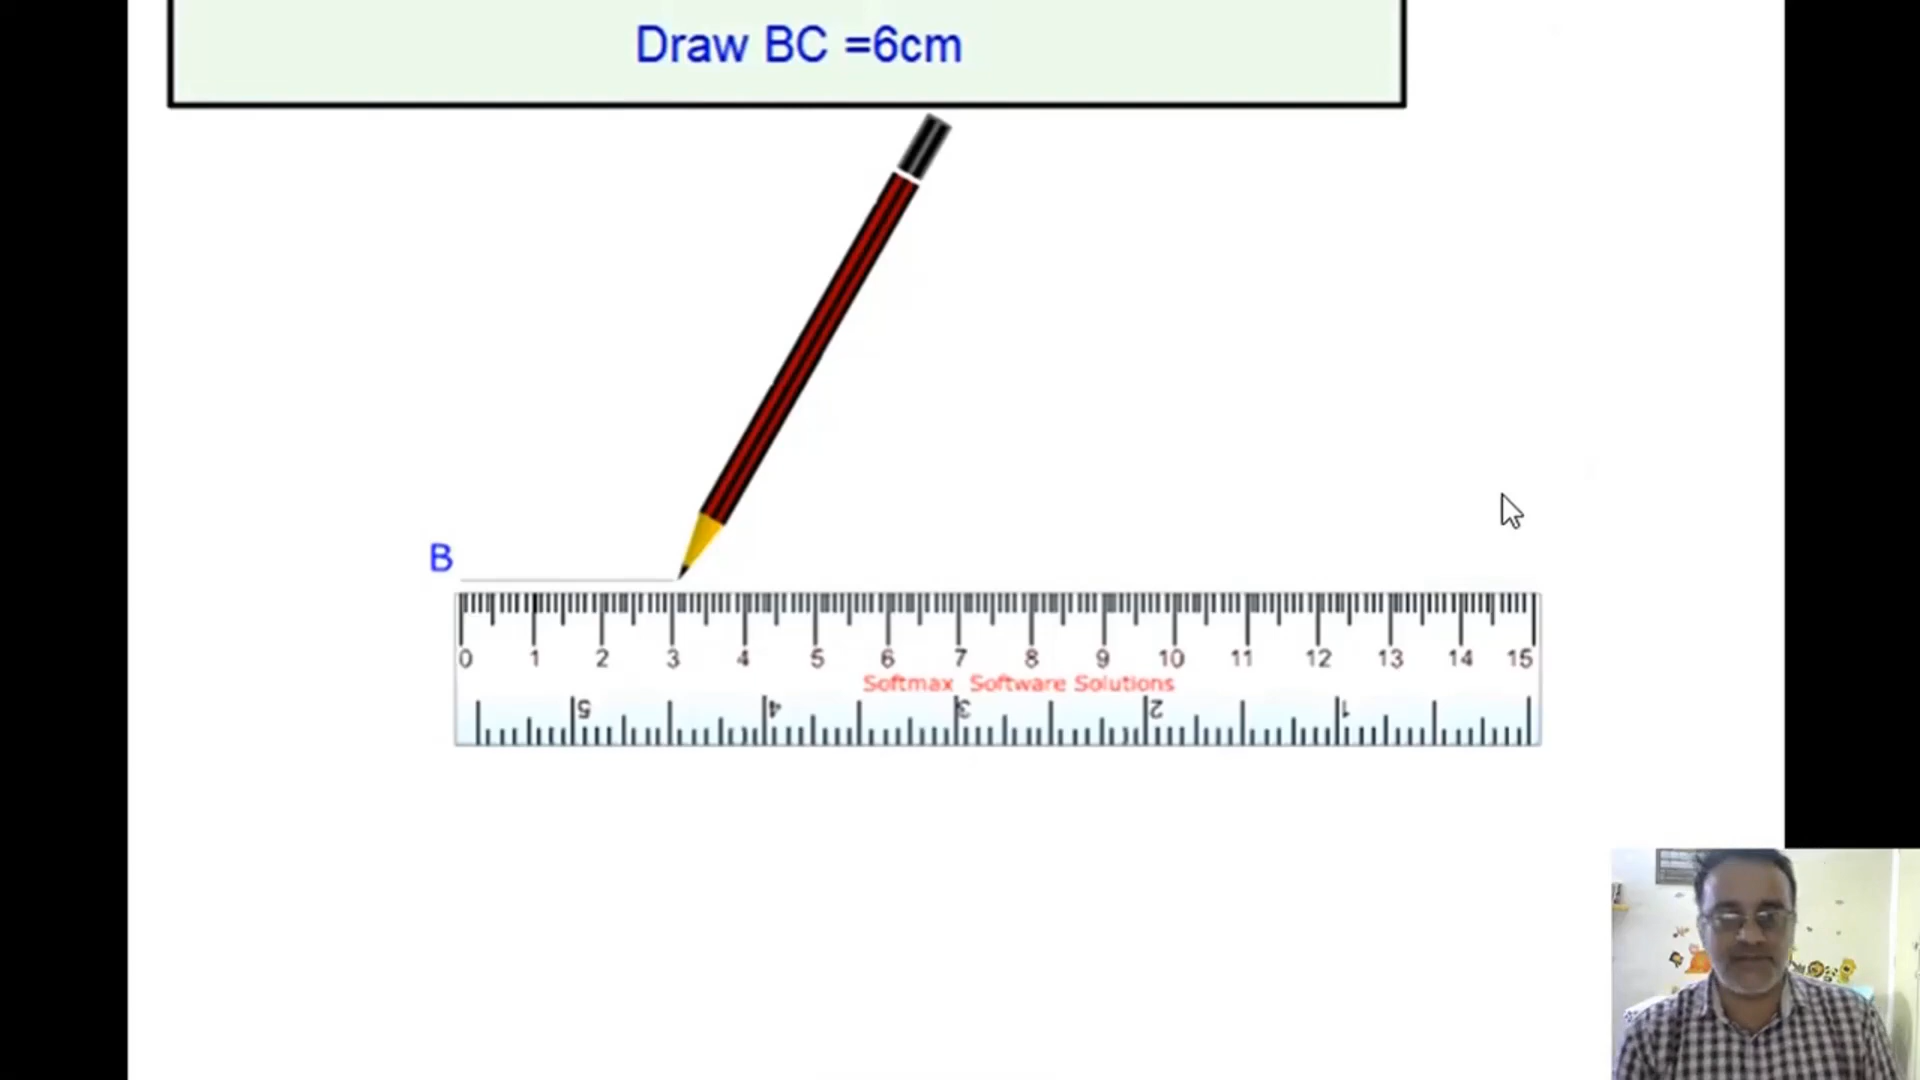 Draw BC =6cm
B
0 1 2 3 4 5 6 7 8 9 10 11 12 13 14 15
Softmax Software Solutions
5 4 3 2 1